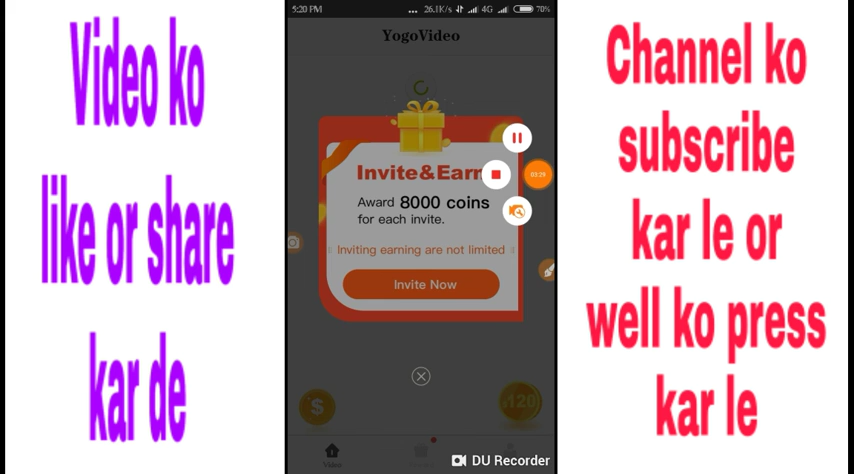 Video ko
like or share
kar de
5:20 PM
... 26.1K/s 4G 70%
YogoVideo
Invite&Earn
Award 8000 coins
for each invite.
Inviting earning are not limited
Invite Now
03:29
$
120
Video
DU Recorder
Channel ko
subscribe
kar le or
well ko press
kar le